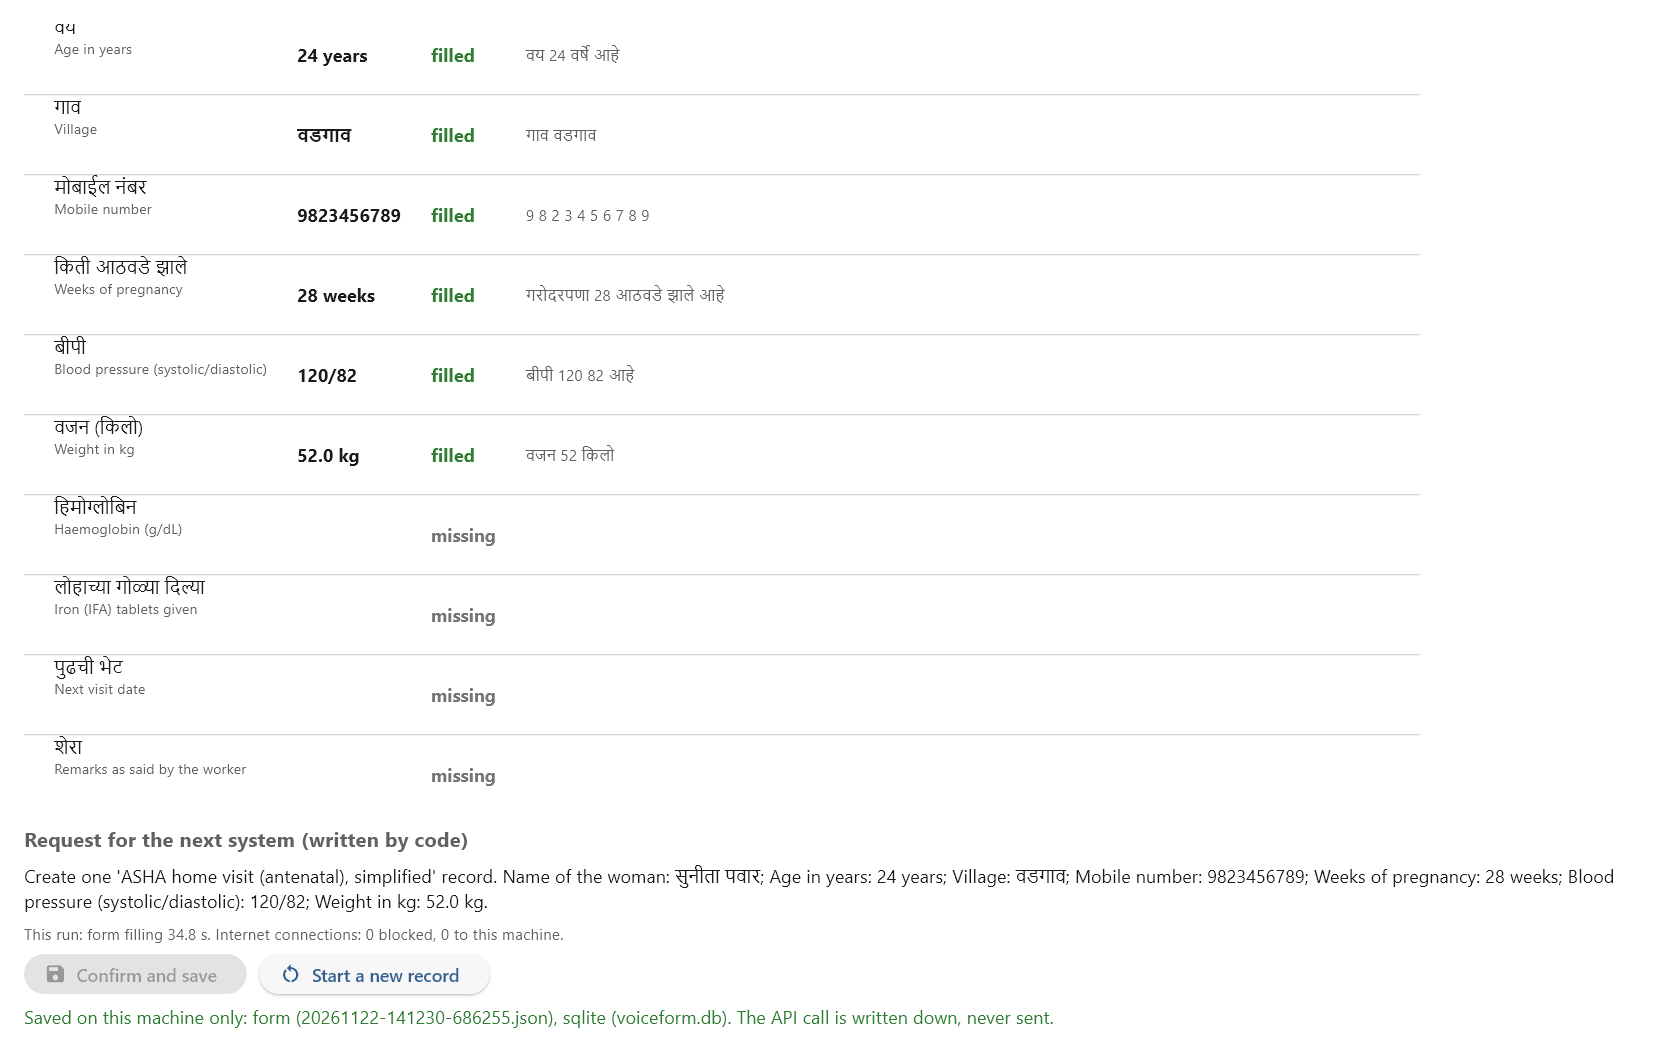 वय
Age in years
24 years filled वय 24 वर्षे आहे
गाव
Village
वडगाव filled गाव वडगाव
मोबाईल नंबर
Mobile number
9823456789 filled 9 8 2 3 4 5 6 7 8 9
किती आठवडे झाले
Weeks of pregnancy
28 weeks filled गरोदरपणा 28 आठवडे झाले आहे
बीपी
Blood pressure (systolic/diastolic)
120/82 filled बीपी 120 82 आहे
वजन (किलो)
Weight in kg
52.0 kg filled वजन 52 किलो
हिमोग्लोबिन
Haemoglobin (g/dL)
missing
लोहाच्या गोळ्या दिल्या
Iron (IFA) tablets given
missing
पुढची भेट
Next visit date
missing
शेरा
Remarks as said by the worker
missing
Request for the next system (written by code)
Create one 'ASHA home visit (antenatal), simplified' record. Name of the woman: सुनीता पवार; Age in years: 24 years; Village: वडगाव; Mobile number: 9823456789; Weeks of pregnancy: 28 weeks; Blood
pressure (systolic/diastolic): 120/82; Weight in kg: 52.0 kg.
This run: form filling 34.8 s. Internet connections: 0 blocked, 0 to this machine.
Confirm and save Start a new record
Saved on this machine only: form (20261122-141230-686255.json), sqlite (voiceform.db). The API call is written down, never sent.